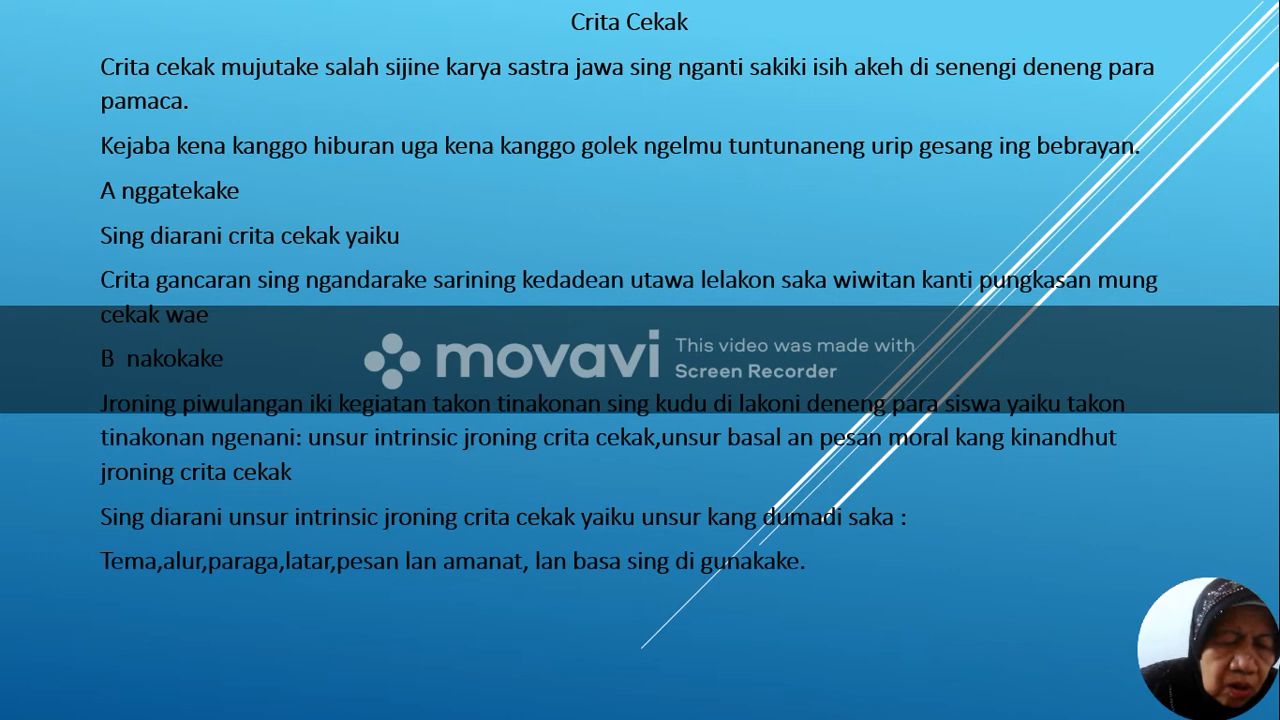 Crita Cekak
Crita cekak mujutake salah sijine karya sastra jawa sing nganti sakiki isih akeh di senengi deneng para
pamaca.
Kejaba kena kanggo hiburan uga kena kanggo golek ngelmu tuntunaneng urip gesang ing bebrayan.
A nggatekake
Sing diarani crita cekak yaiku
Crita gancaran sing ngandarake sarining kedadean utawa lelakon saka wiwitan kanti pungkasan mung
cekak wae
B  nakokake
movavi
This video was made with
Screen Recorder
Jroning piwulangan iki kegiatan takon tinakonan sing kudu di lakoni deneng para siswa yaiku takon
tinakonan ngenani: unsur intrinsic jroning crita cekak,unsur basal an pesan moral kang kinandhut
jroning crita cekak
Sing diarani unsur intrinsic jroning crita cekak yaiku unsur kang dumadi saka :
Tema,alur,paraga,latar,pesan lan amanat, lan basa sing di gunakake.